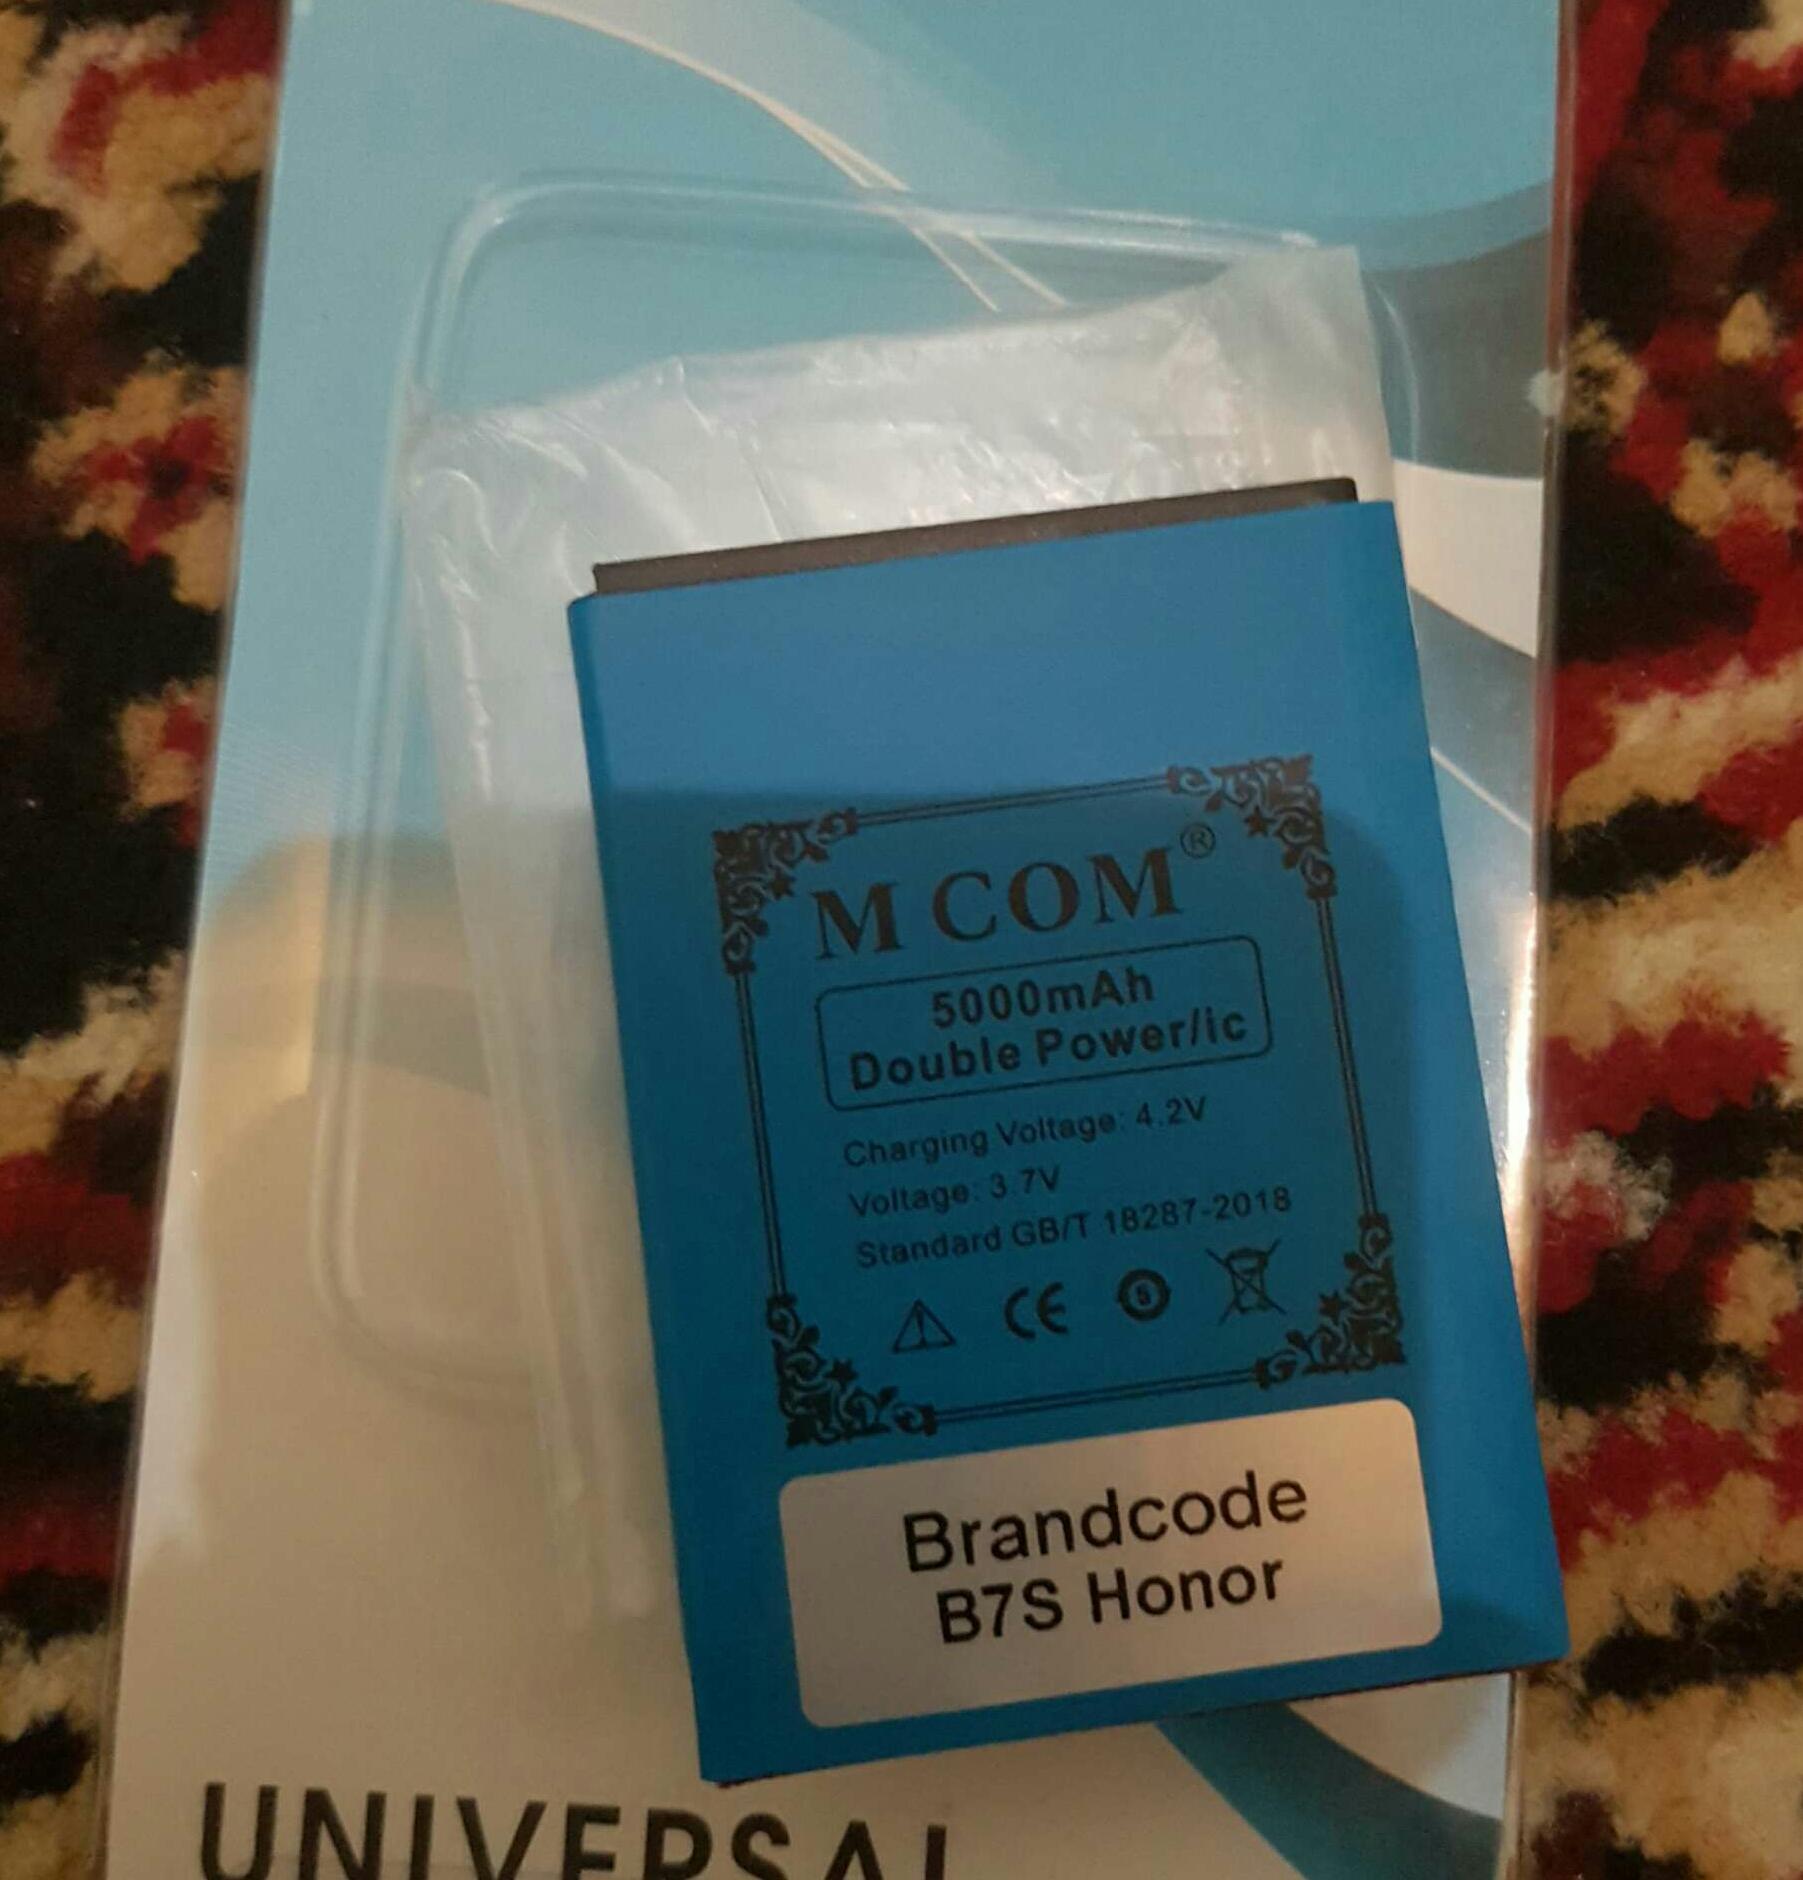 M COM®
5000mAh
Double Power/ic
Charging Voltage: 4.2V
Voltage: 3.7V
Standard GB/T 18287-2018
CE
Brandcode
B7S Honor
UNIVERSAL